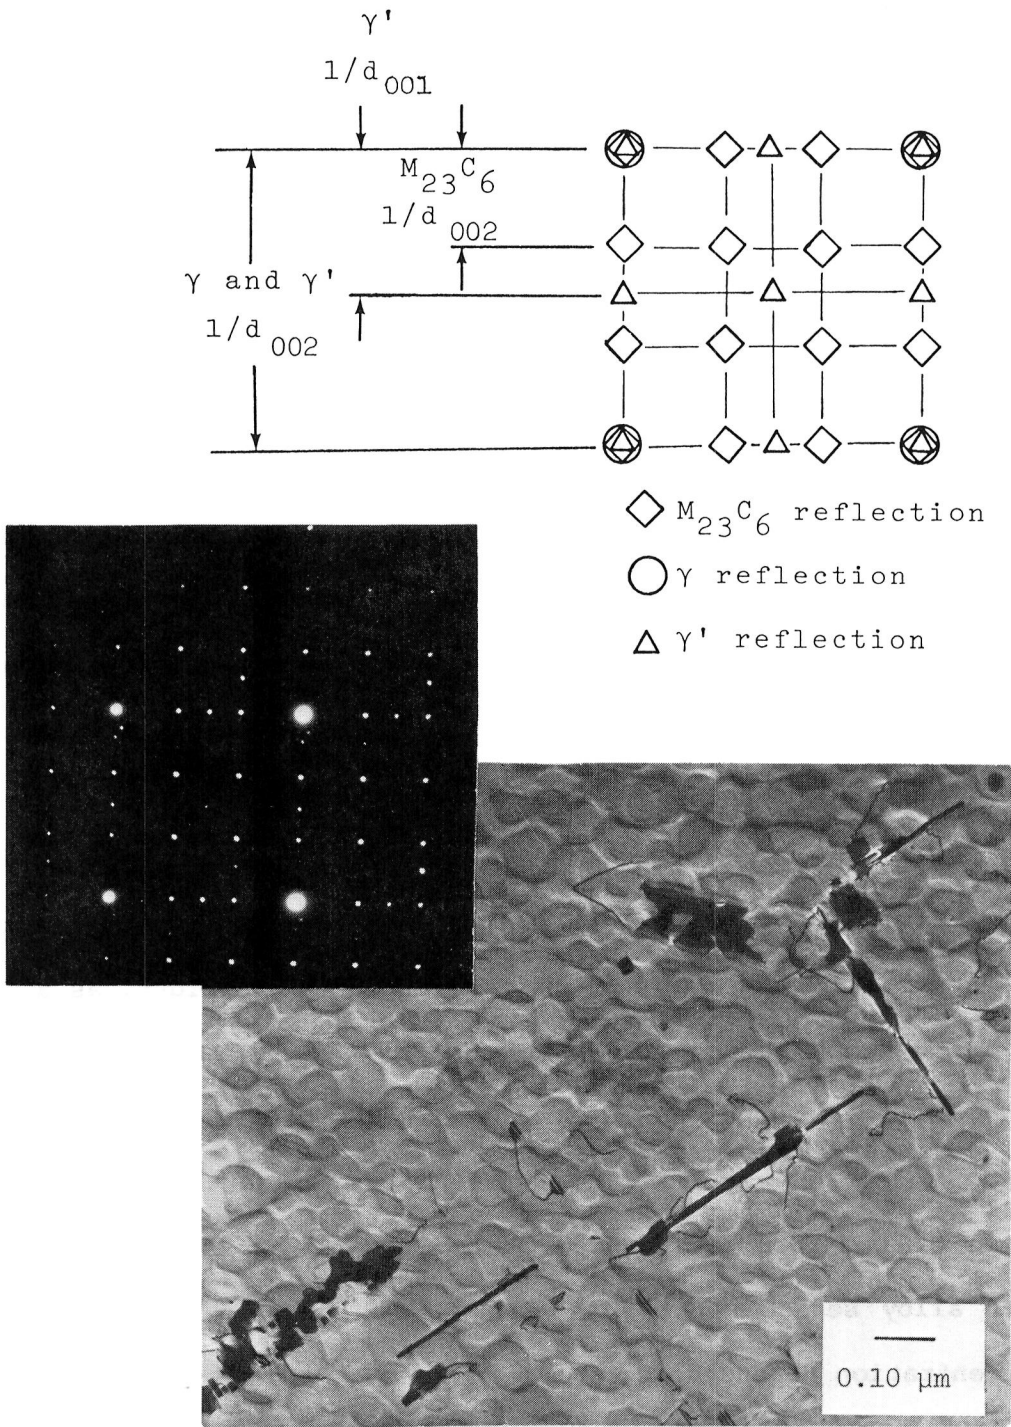 γ'
1/d001
M23C6
1/d002
γ and γ'
1/d002
M23C6 reflection
γ reflection
γ' reflection
0.10 μm